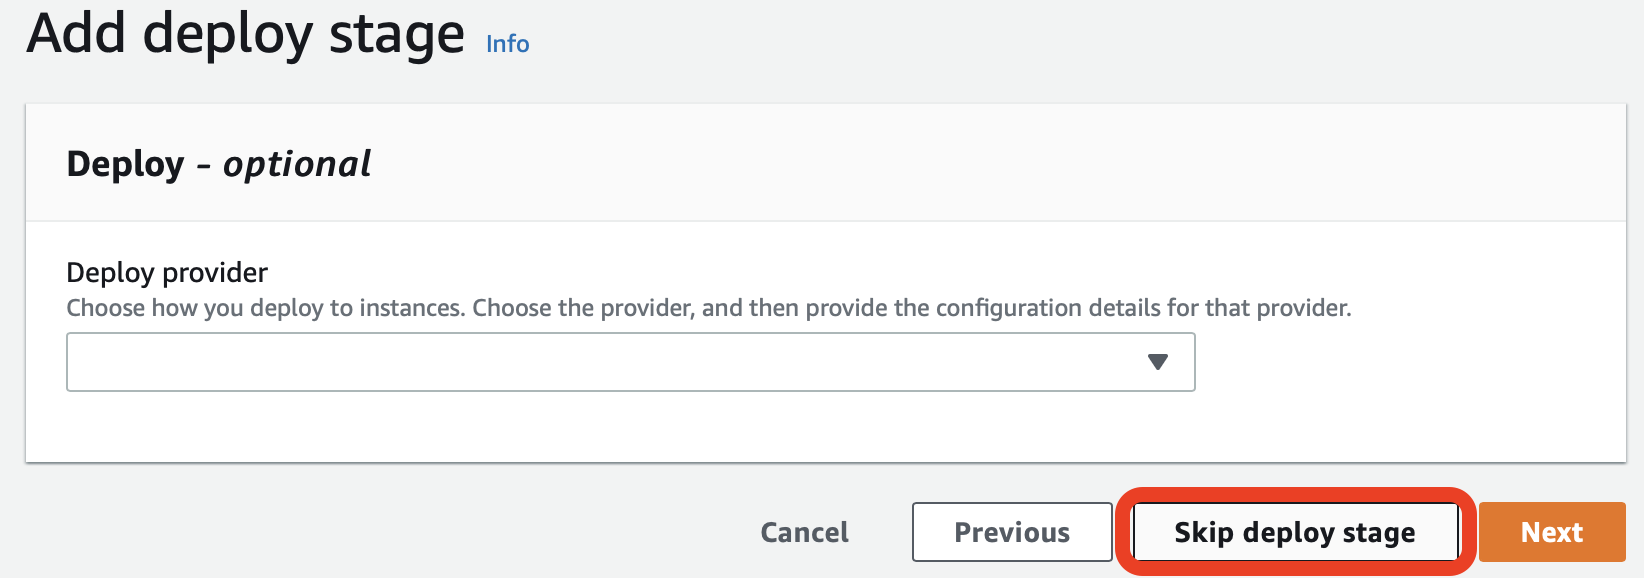 Add deploy stage Info
Deploy - optional
Deploy provider
Choose how you deploy to instances. Choose the provider, and then provide the configuration details for that provider.
Cancel Previous Skip deploy stage Next